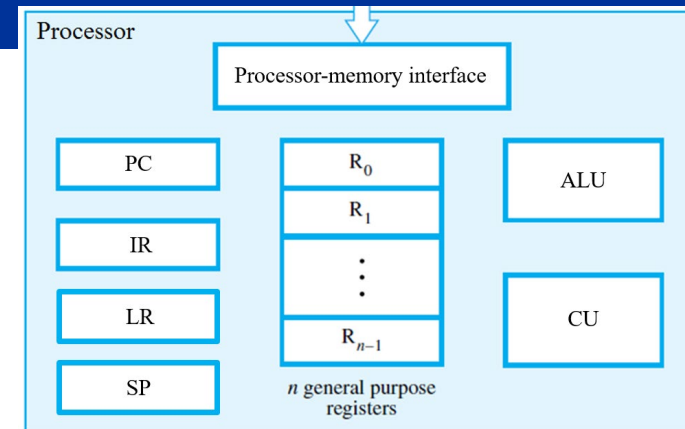 Processor
Processor-memory interface
PC
IR
LR
SP
R0
R1
⋮
Rn–1
n general purpose
registers
ALU
CU